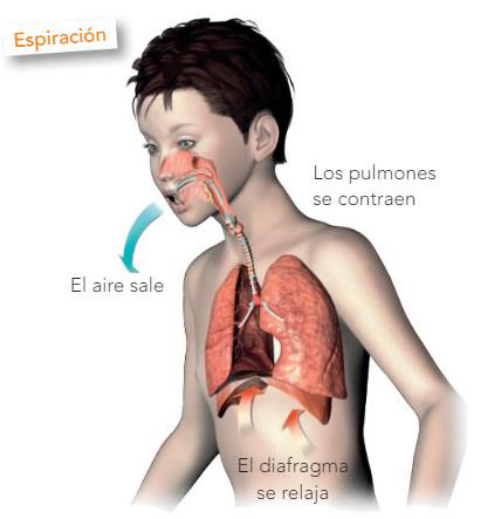 Espiración
Los pulmones
se contraen
El aire sale
El diafragma
se relaja